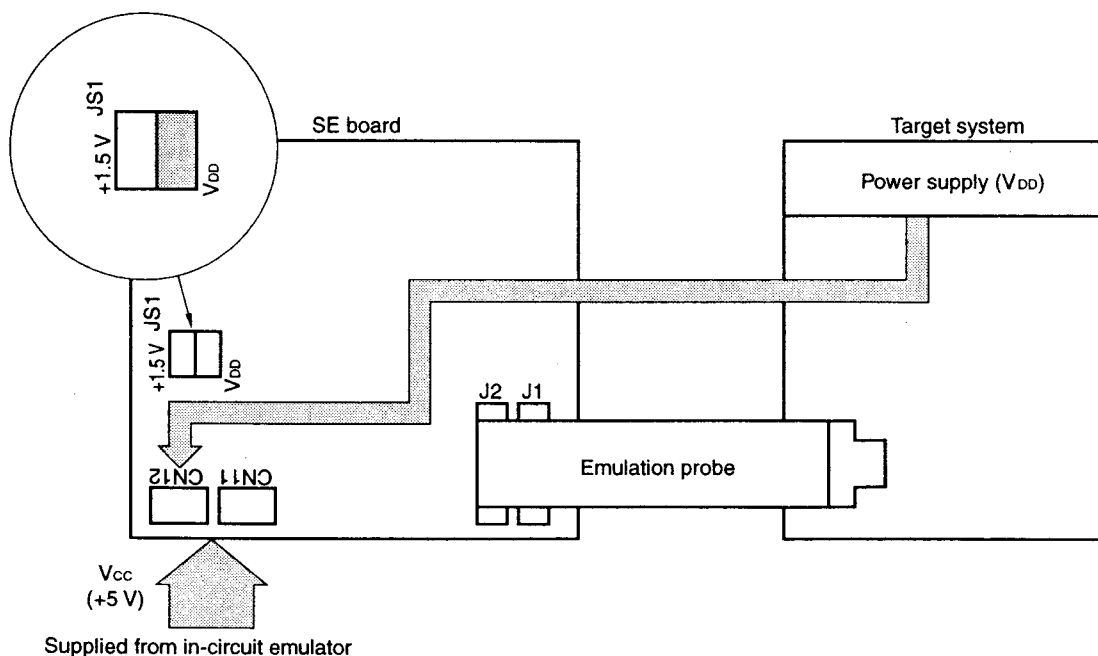 JS1
+1.5 V
VDD
SE board
Target system
Power supply (VDD)
JS1
+1.5 V
VDD
J2 J1
Emulation probe
CN12 CN11
VCC
(+5 V)
Supplied from in-circuit emulator